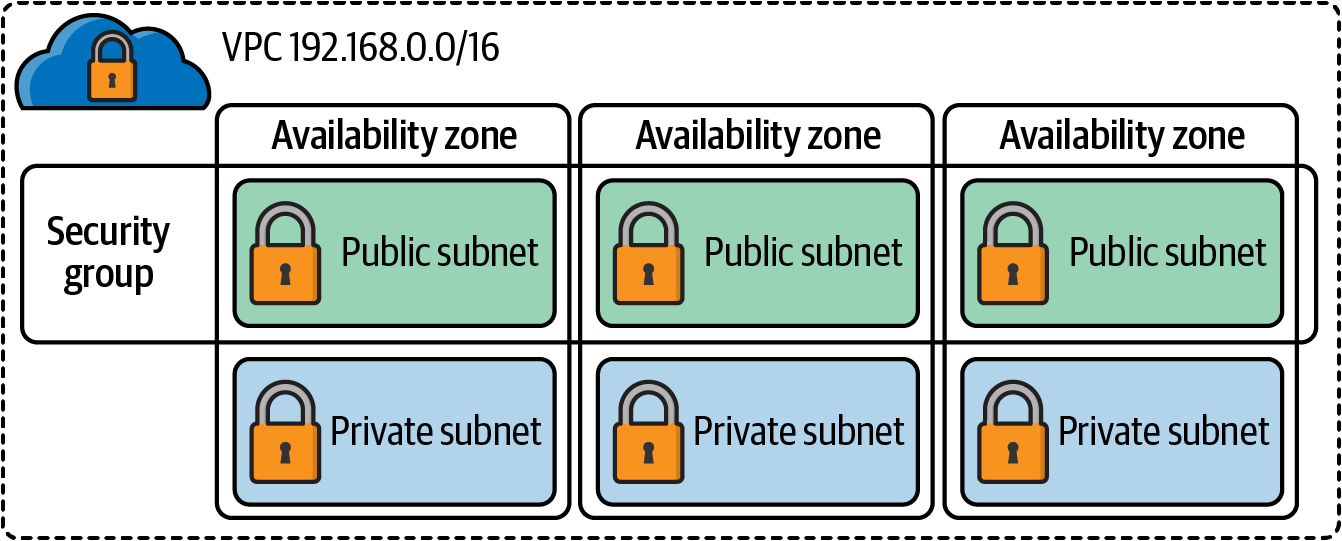 VPC 192.168.0.0/16
Availability zone
Availability zone
Availability zone
Security
group
Public subnet
Public subnet
Public subnet
Private subnet
Private subnet
Private subnet